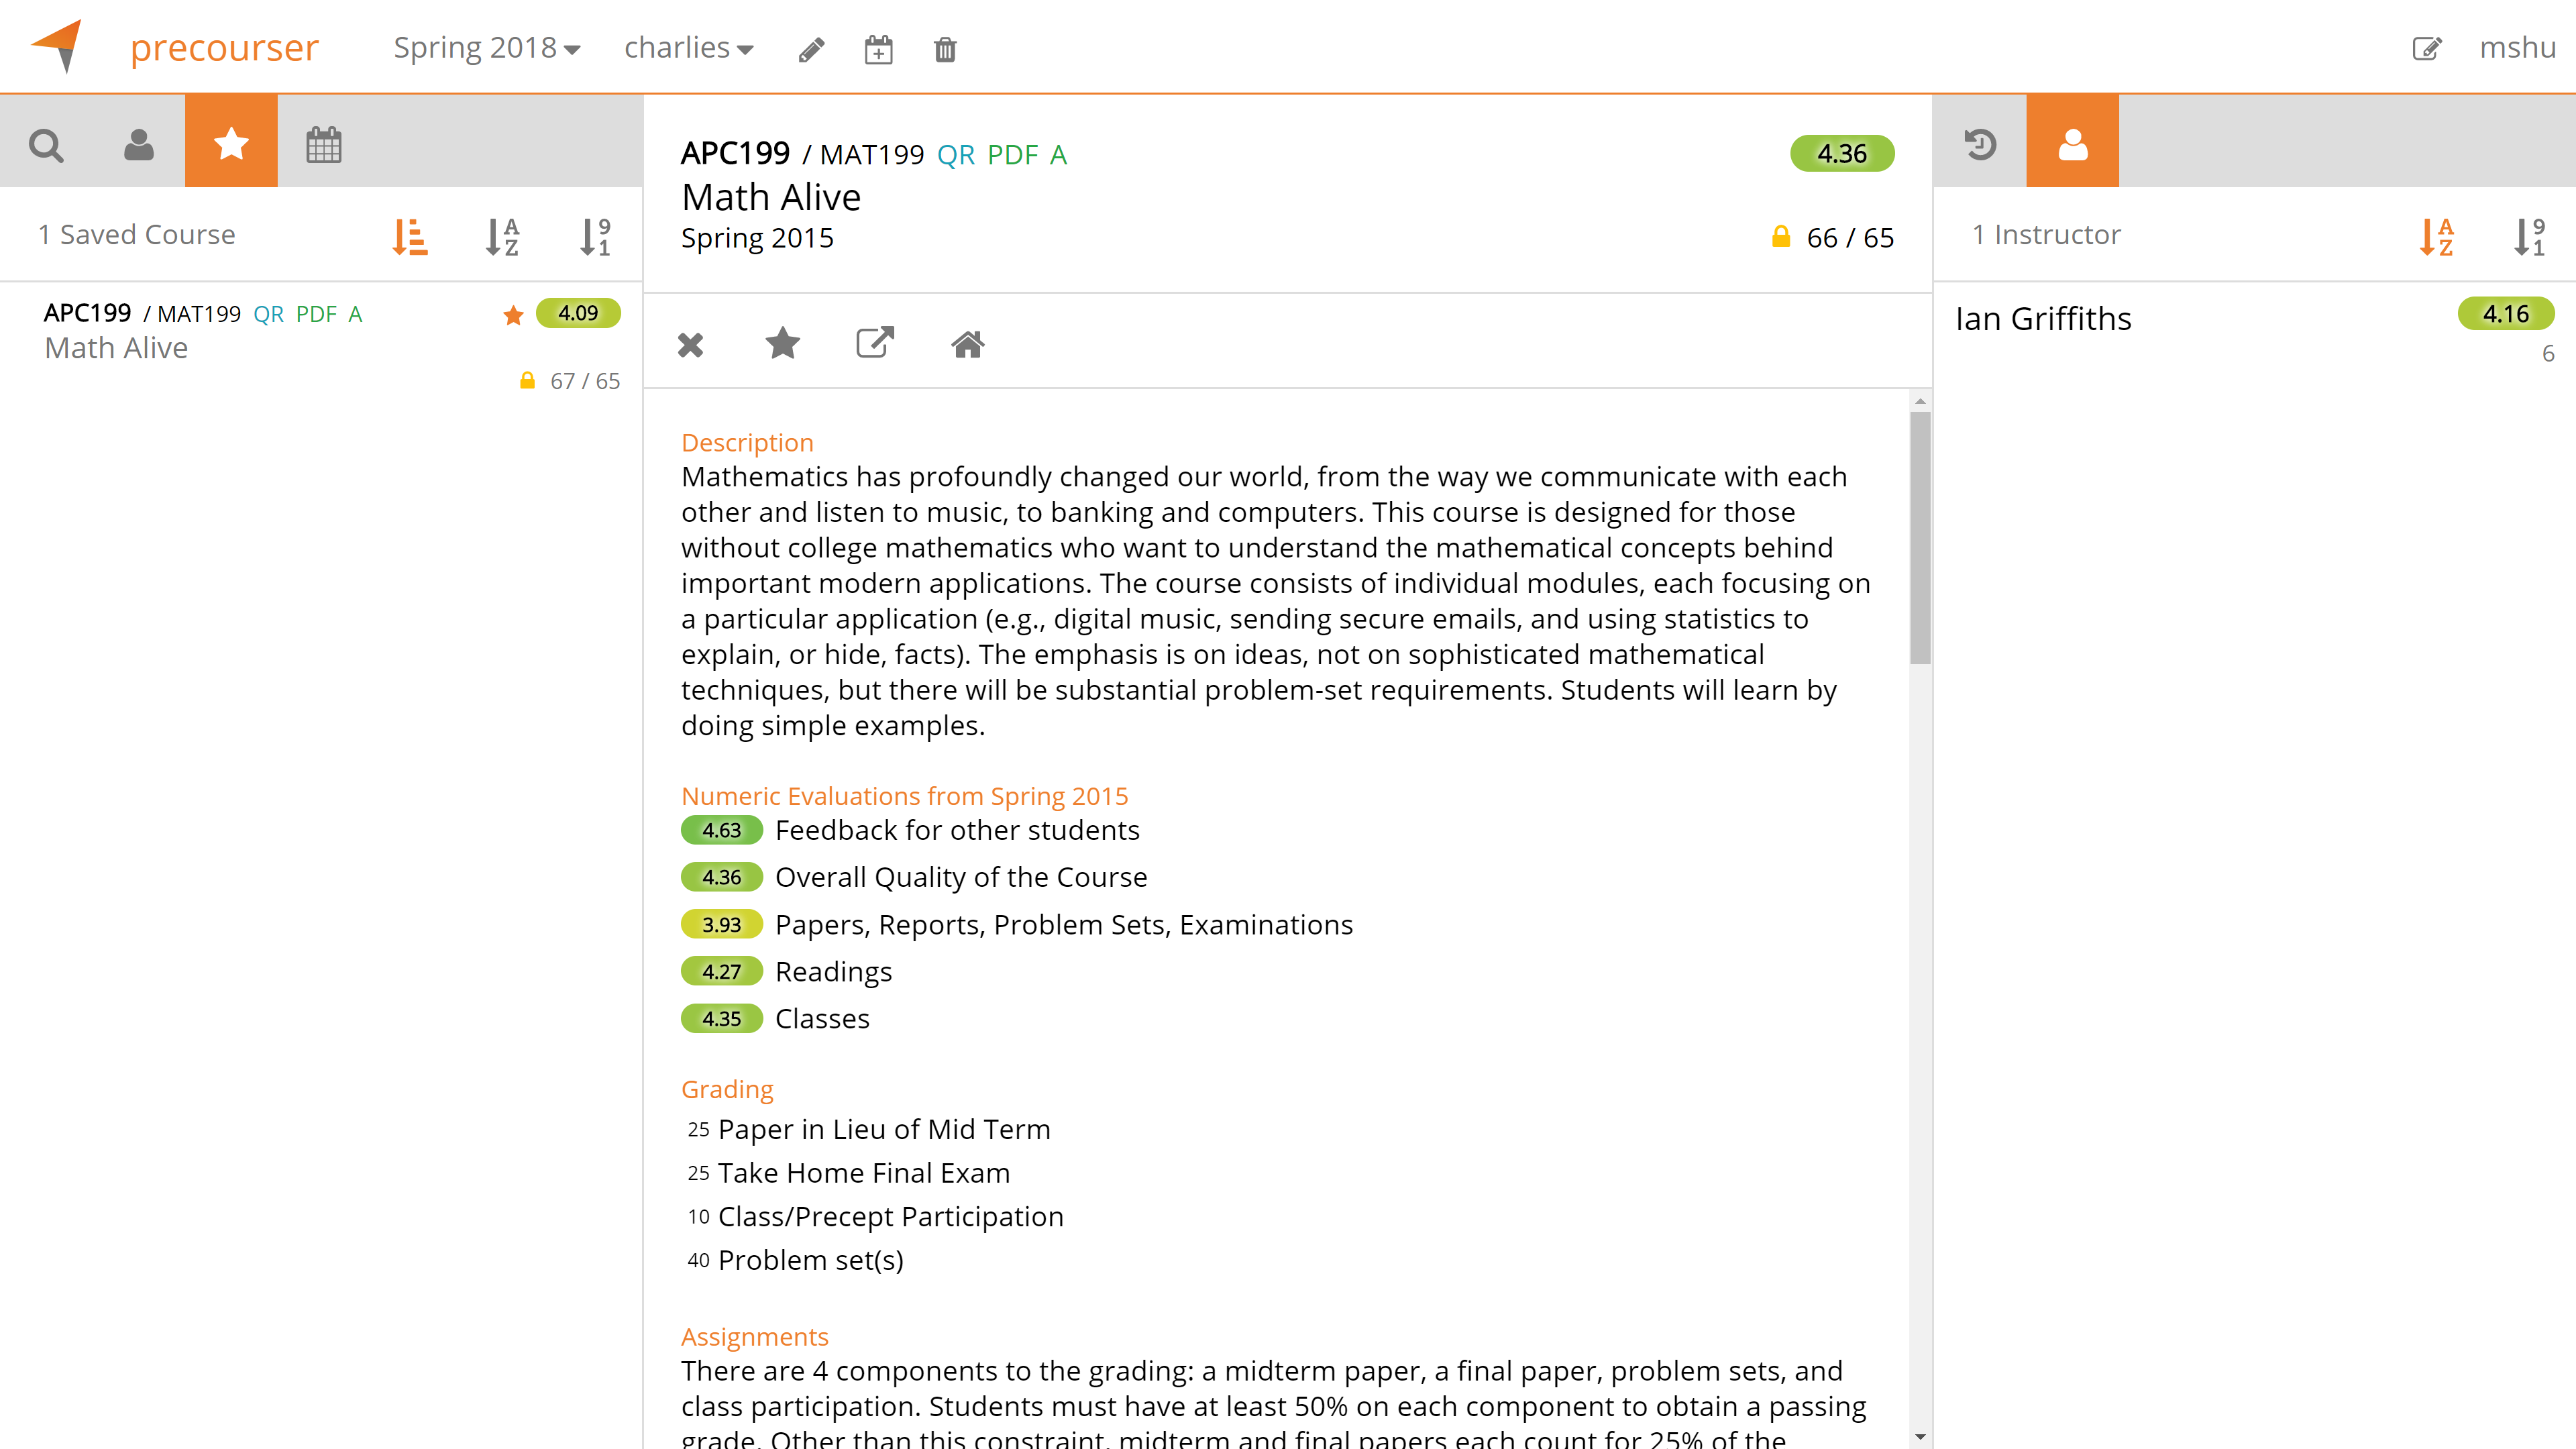 precourser
Spring 2018
charlies
mshu
1 Saved Course
A
Z
9
1
APC199 / MAT199 QR PDF A
4.09
Math Alive
67 / 65
APC199 / MAT199 QR PDF A
4.36
Math Alive
Spring 2015
66 / 65
Description
Mathematics has profoundly changed our world, from the way we communicate with each
other and listen to music, to banking and computers. This course is designed for those
without college mathematics who want to understand the mathematical concepts behind
important modern applications. The course consists of individual modules, each focusing on
a particular application (e.g., digital music, sending secure emails, and using statistics to
explain, or hide, facts). The emphasis is on ideas, not on sophisticated mathematical
techniques, but there will be substantial problem-set requirements. Students will learn by
doing simple examples.
Numeric Evaluations from Spring 2015
4.63 Feedback for other students
4.36 Overall Quality of the Course
3.93 Papers, Reports, Problem Sets, Examinations
4.27 Readings
4.35 Classes
Grading
25 Paper in Lieu of Mid Term
25 Take Home Final Exam
10 Class/Precept Participation
40 Problem set(s)
Assignments
There are 4 components to the grading: a midterm paper, a final paper, problem sets, and
class participation. Students must have at least 50% on each component to obtain a passing
grade. Other than this constraint, midterm and final papers each count for 25% of the
1 Instructor
A
Z
9
1
Ian Griffiths
4.16
6